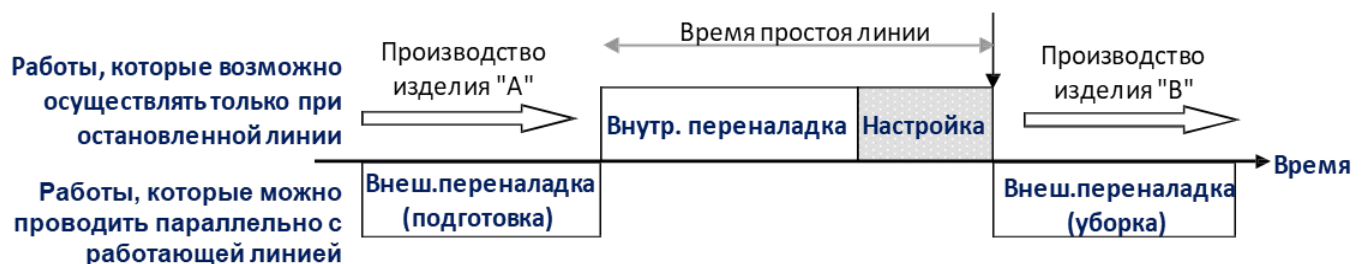 Время простоя линии
Работы, которые возможно
осуществлять только при
остановленной линии
Производство
изделия "А"
Внутр. переналадка
Настройка
Производство
изделия "В"
Время
Работы, которые можно
проводить параллельно с
работающей линией
Внеш.переналадка
(подготовка)
Внеш.переналадка
(уборка)